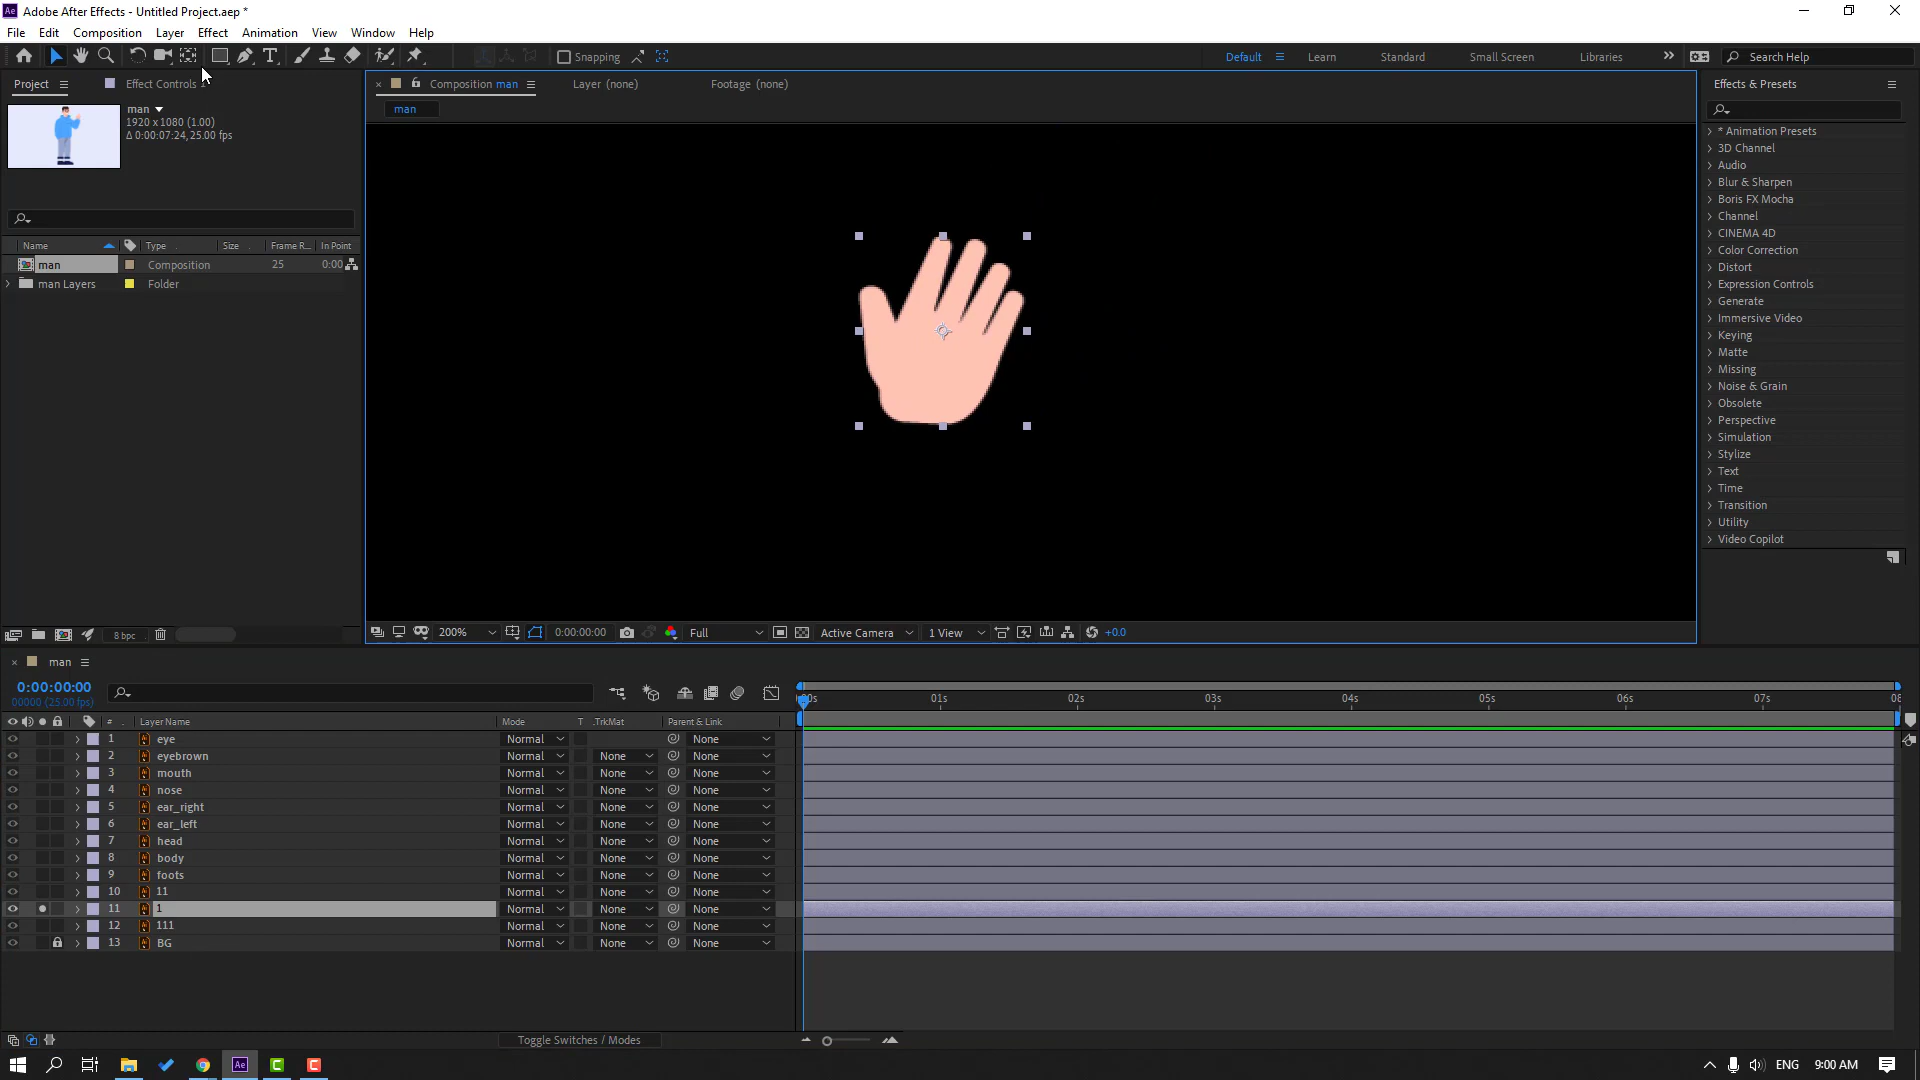 Adobe After Effects - Untitled Project.aep *
File Edit Composition Layer Effect Animation View Window Help
Snapping Default Learn Standard Small Screen Libraries Search Help
Project Effect Controls 1 Composition man Layer (none) Footage (none) Effects & Presets
man
man
1920 x 1080 (1.00)
Δ 0:00:07:24, 25.00 fps
Name Type Size Frame R... In Point
man Composition 25 0:00
man Layers Folder
* Animation Presets
3D Channel
Audio
Blur & Sharpen
Boris FX Mocha
Channel
CINEMA 4D
Color Correction
Distort
Expression Controls
Generate
Immersive Video
Keying
Matte
Missing
Noise & Grain
Obsolete
Perspective
Simulation
Stylize
Text
Time
Transition
Utility
Video Copilot
8 bpc
200% 0:00:00:00 Full Active Camera 1 View +0.0
man
0:00:00:00
00000 (25.00 fps)
:00s 01s 02s 03s 04s 05s 06s 07s 08
# Layer Name Mode T .TrkMat Parent & Link
1 eye Normal None
2 eyebrown Normal None None
3 mouth Normal None None
4 nose Normal None None
5 ear_right Normal None None
6 ear_left Normal None None
7 head Normal None None
8 body Normal None None
9 foots Normal None None
10 11 Normal None None
11 1 Normal None None
12 111 Normal None None
13 BG Normal None None
Toggle Switches / Modes
ENG 9:00 AM